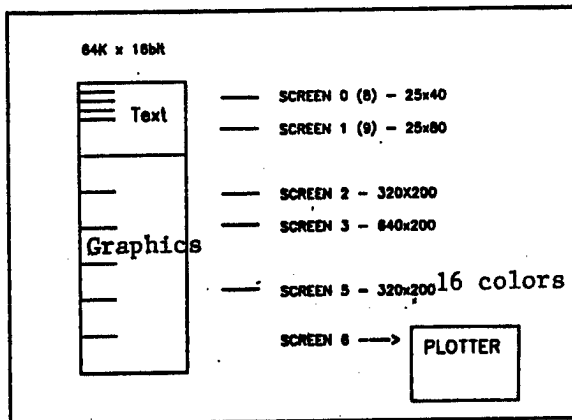 64K x 16bit
Text
SCREEN 0 (8) - 25x40
SCREEN 1 (9) - 25x80
SCREEN 2 - 320X200
SCREEN 3 - 640x200
Graphics
SCREEN 5 - 320x200 16 colors
SCREEN 6 ---->
PLOTTER